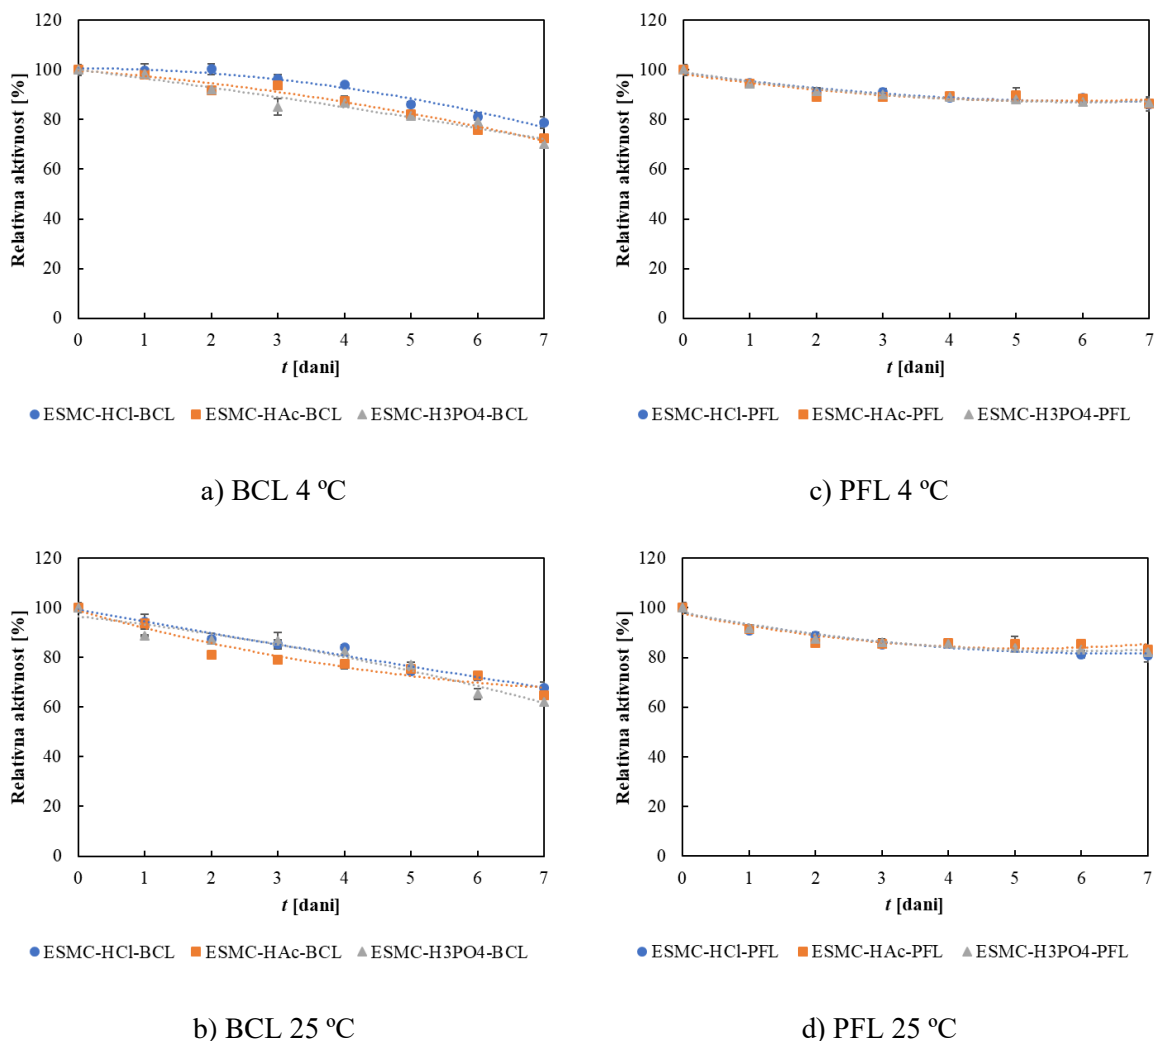 120
100
80
60
40
20
0
Relativna aktivnost [%]
0 1 2 3 4 5 6 7
t [dani]
ESMC-HCl-BCL ESMC-HAc-BCL ESMC-H3PO4-BCL
a) BCL 4 ºC
120
100
80
60
40
20
0
Relativna aktivnost [%]
0 1 2 3 4 5 6 7
t [dani]
ESMC-HCl-PFL ESMC-HAc-PFL ESMC-H3PO4-PFL
c) PFL 4 ºC
120
100
80
60
40
20
0
Relativna aktivnost [%]
0 1 2 3 4 5 6 7
t [dani]
ESMC-HCl-BCL ESMC-HAc-BCL ESMC-H3PO4-BCL
b) BCL 25 ºC
120
100
80
60
40
20
0
Relativna aktivnost [%]
0 1 2 3 4 5 6 7
t [dani]
ESMC-HCl-PFL ESMC-HAc-PFL ESMC-H3PO4-PFL
d) PFL 25 ºC